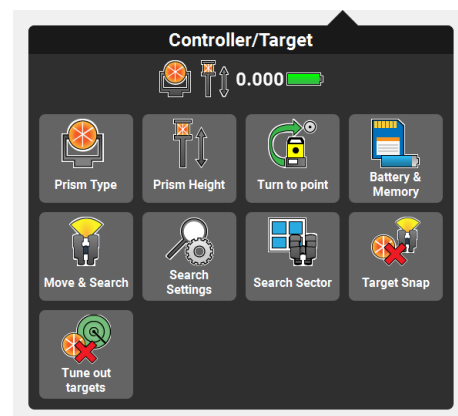 Controller/Target
0.000
Prism Type
Prism Height
Turn to point
Battery &
Memory
Move & Search
Search
Settings
Search Sector
Target Snap
Tune out
targets